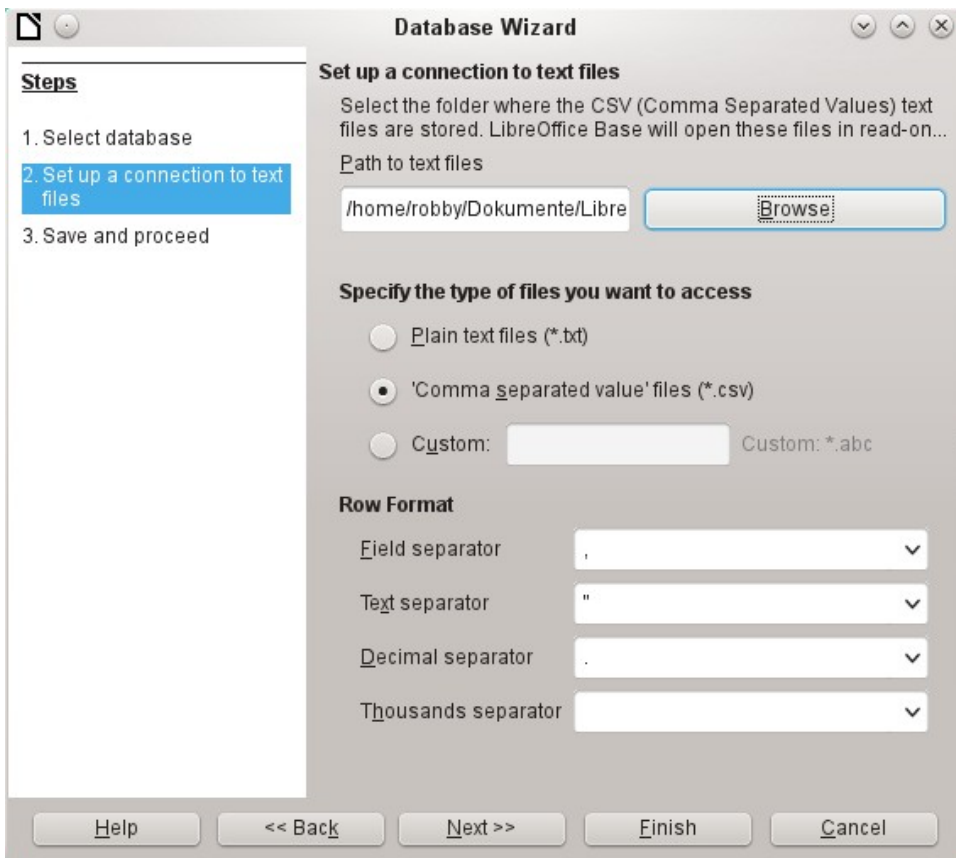 Database Wizard
Steps
1. Select database
2. Set up a connection to text
files
3. Save and proceed
Set up a connection to text files
Select the folder where the CSV (Comma Separated Values) text
files are stored. LibreOffice Base will open these files in read-on...
Path to text files
/home/robby/Dokumente/Libre
Browse
Specify the type of files you want to access
Plain text files (*.txt)
'Comma separated value' files (*.csv)
Custom: Custom: *.abc
Row Format
Field separator ,
Text separator "
Decimal separator .
Thousands separator
Help << Back Next >> Finish Cancel